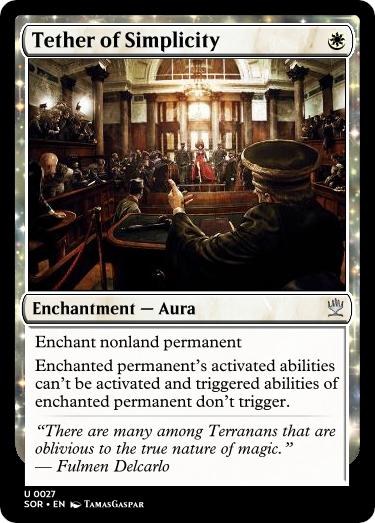 Tether of Simplicity
Enchantment — Aura
Enchant nonland permanent
Enchanted permanent's activated abilities
can't be activated and triggered abilities of
enchanted permanent don't trigger.
“There are many among Terranans that are
oblivious to the true nature of magic.”
— Fulmen Delcarlo
U 0027
SOR • EN TamasGaspar